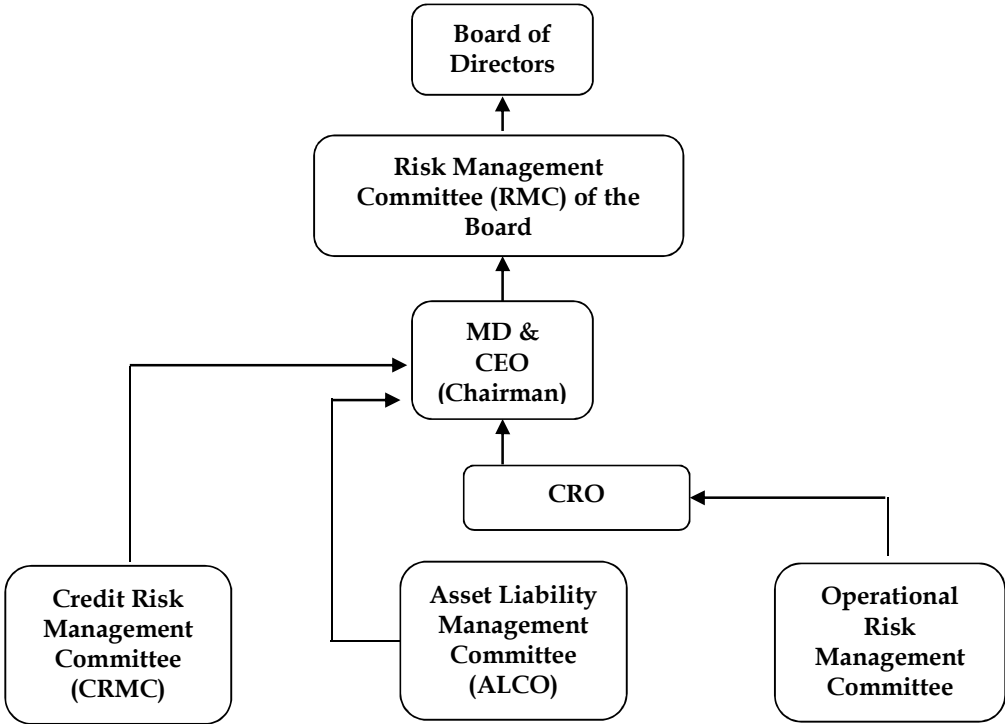 Board of
Directors
Risk Management
Committee (RMC) of the
Board
MD &
CEO
(Chairman)
CRO
Credit Risk
Management
Committee
(CRMC)
Asset Liability
Management
Committee
(ALCO)
Operational
Risk
Management
Committee